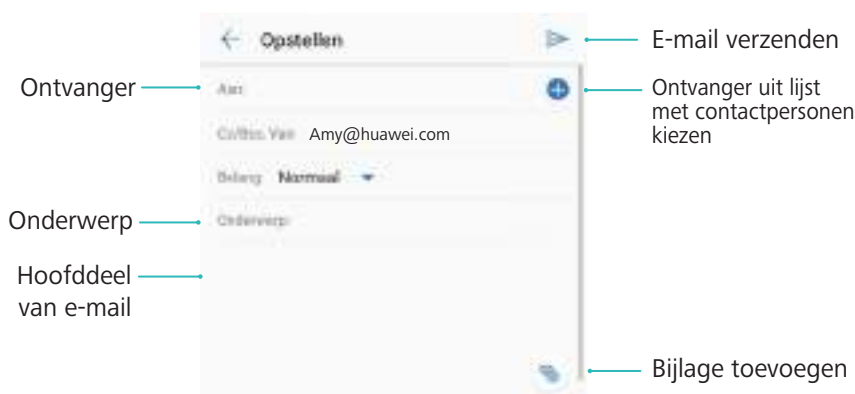 Opstellen
E-mail verzenden
Ontvanger
Aan:
Ontvanger uit lijst
met contactpersonen
kiezen
Cc/Bcc, Van: Amy@huawei.com
Belang: Normaal
Onderwerp
Onderwerp:
Hoofddeel
van e-mail
Bijlage toevoegen